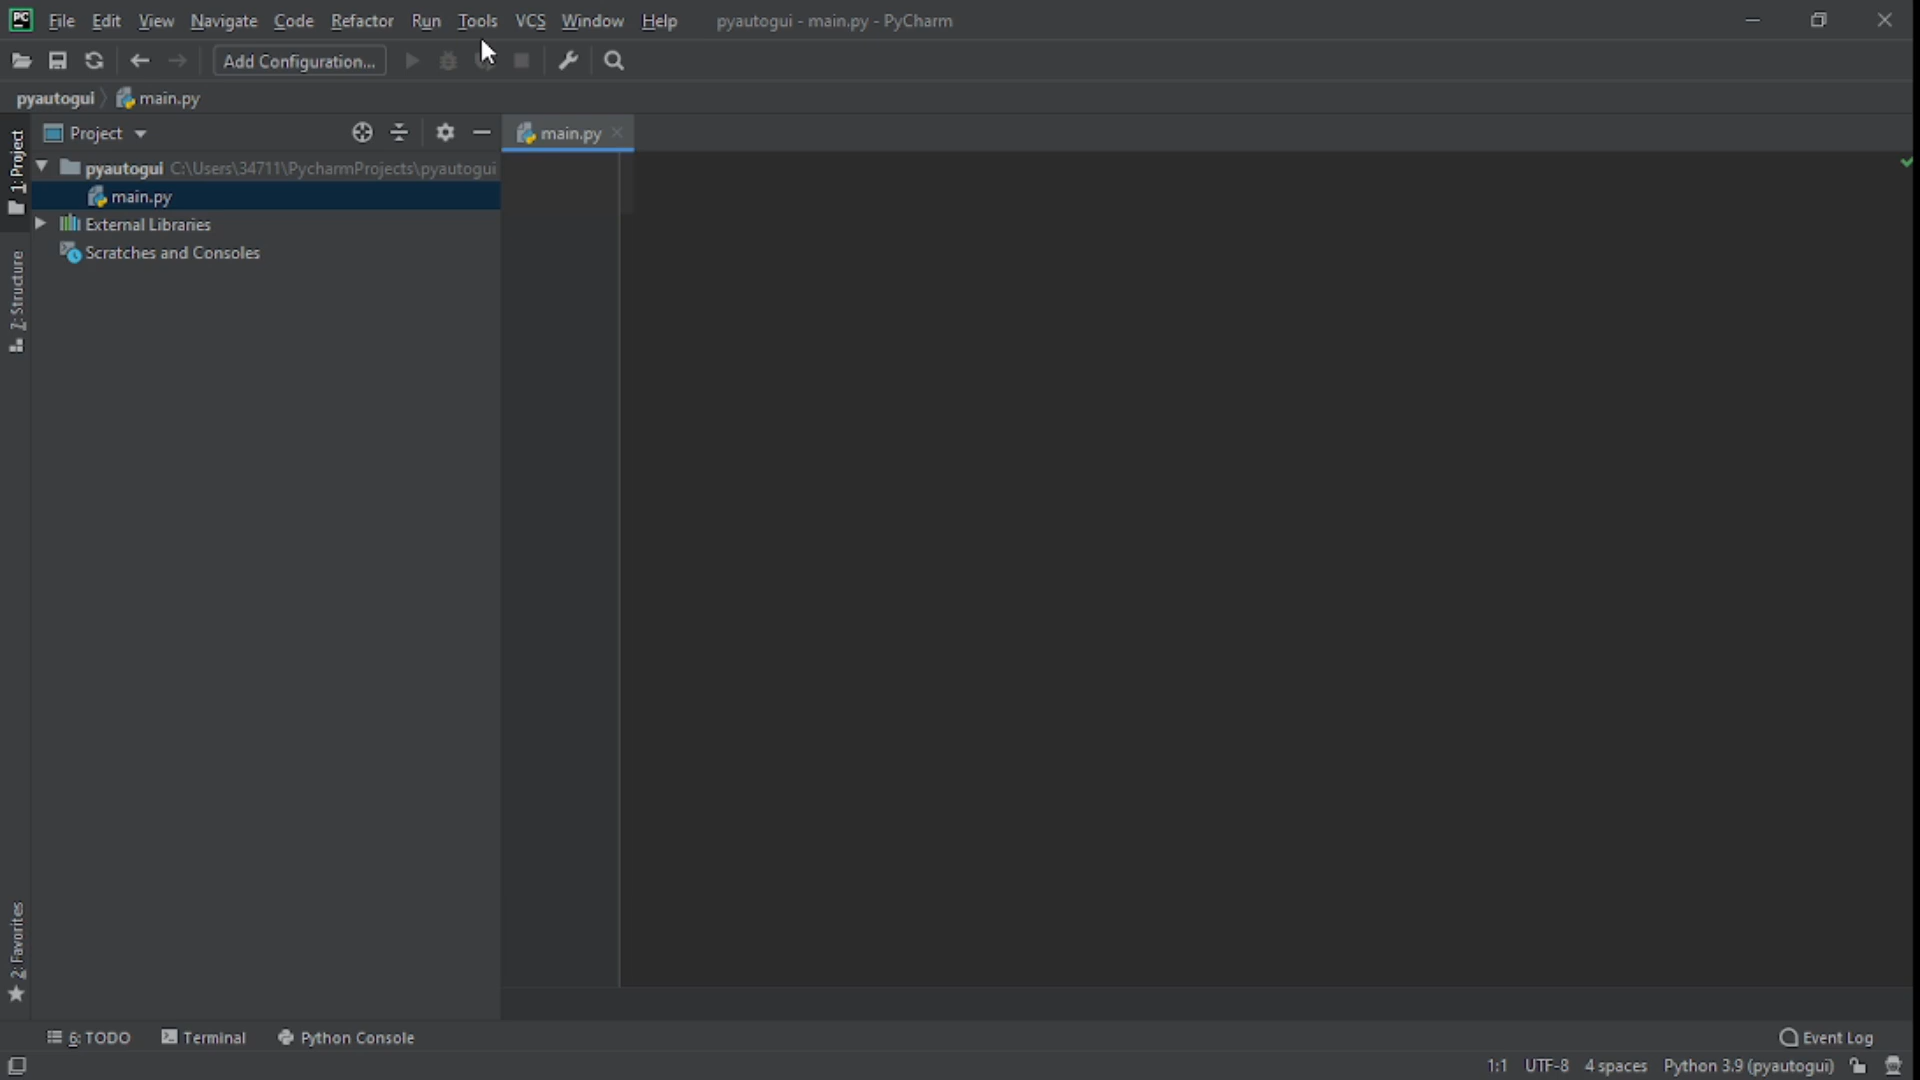 PC File Edit View Navigate Code Refactor Run Tools VCS Window Help pyautogui - main.py - PyCharm
Add Configuration...
pyautogui main.py
1: Project
Project
main.py
pyautogui C:\Users\34711\PycharmProjects\pyautogui
main.py
External Libraries
Scratches and Consoles
7: Structure
2: Favorites
6: TODO Terminal Python Console Event Log
1:1 UTF-8 4 spaces Python 3.9 (pyautogui)